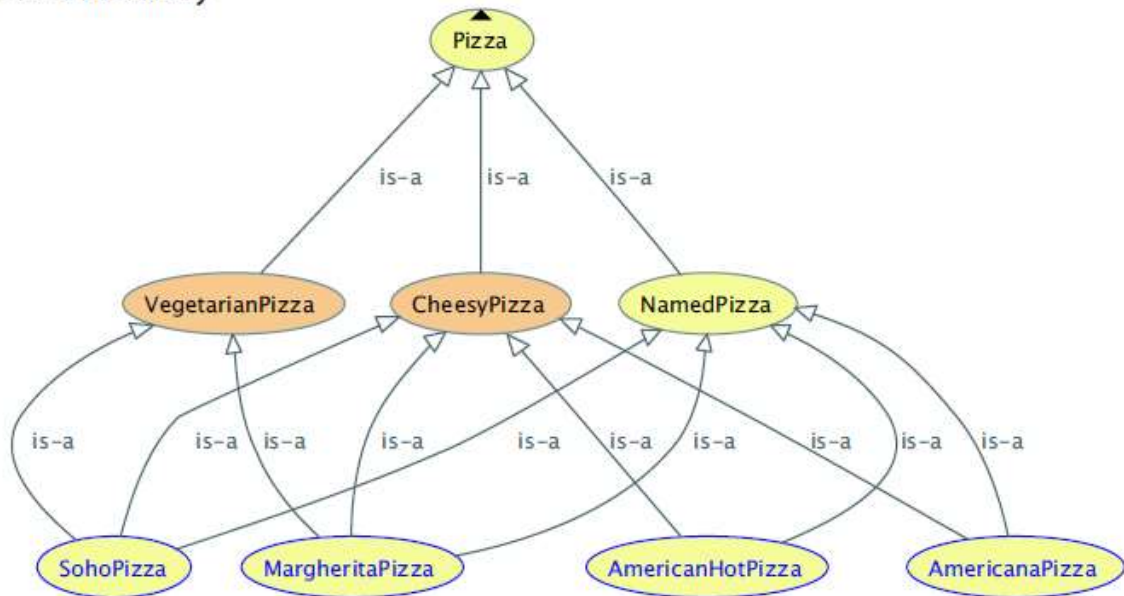 Pizza
is-a is-a is-a
VegetarianPizza CheesyPizza NamedPizza
is-a is-a is-a is-a is-a is-a is-a is-a is-a is-a
SohoPizza MargheritaPizza AmericanHotPizza AmericanaPizza